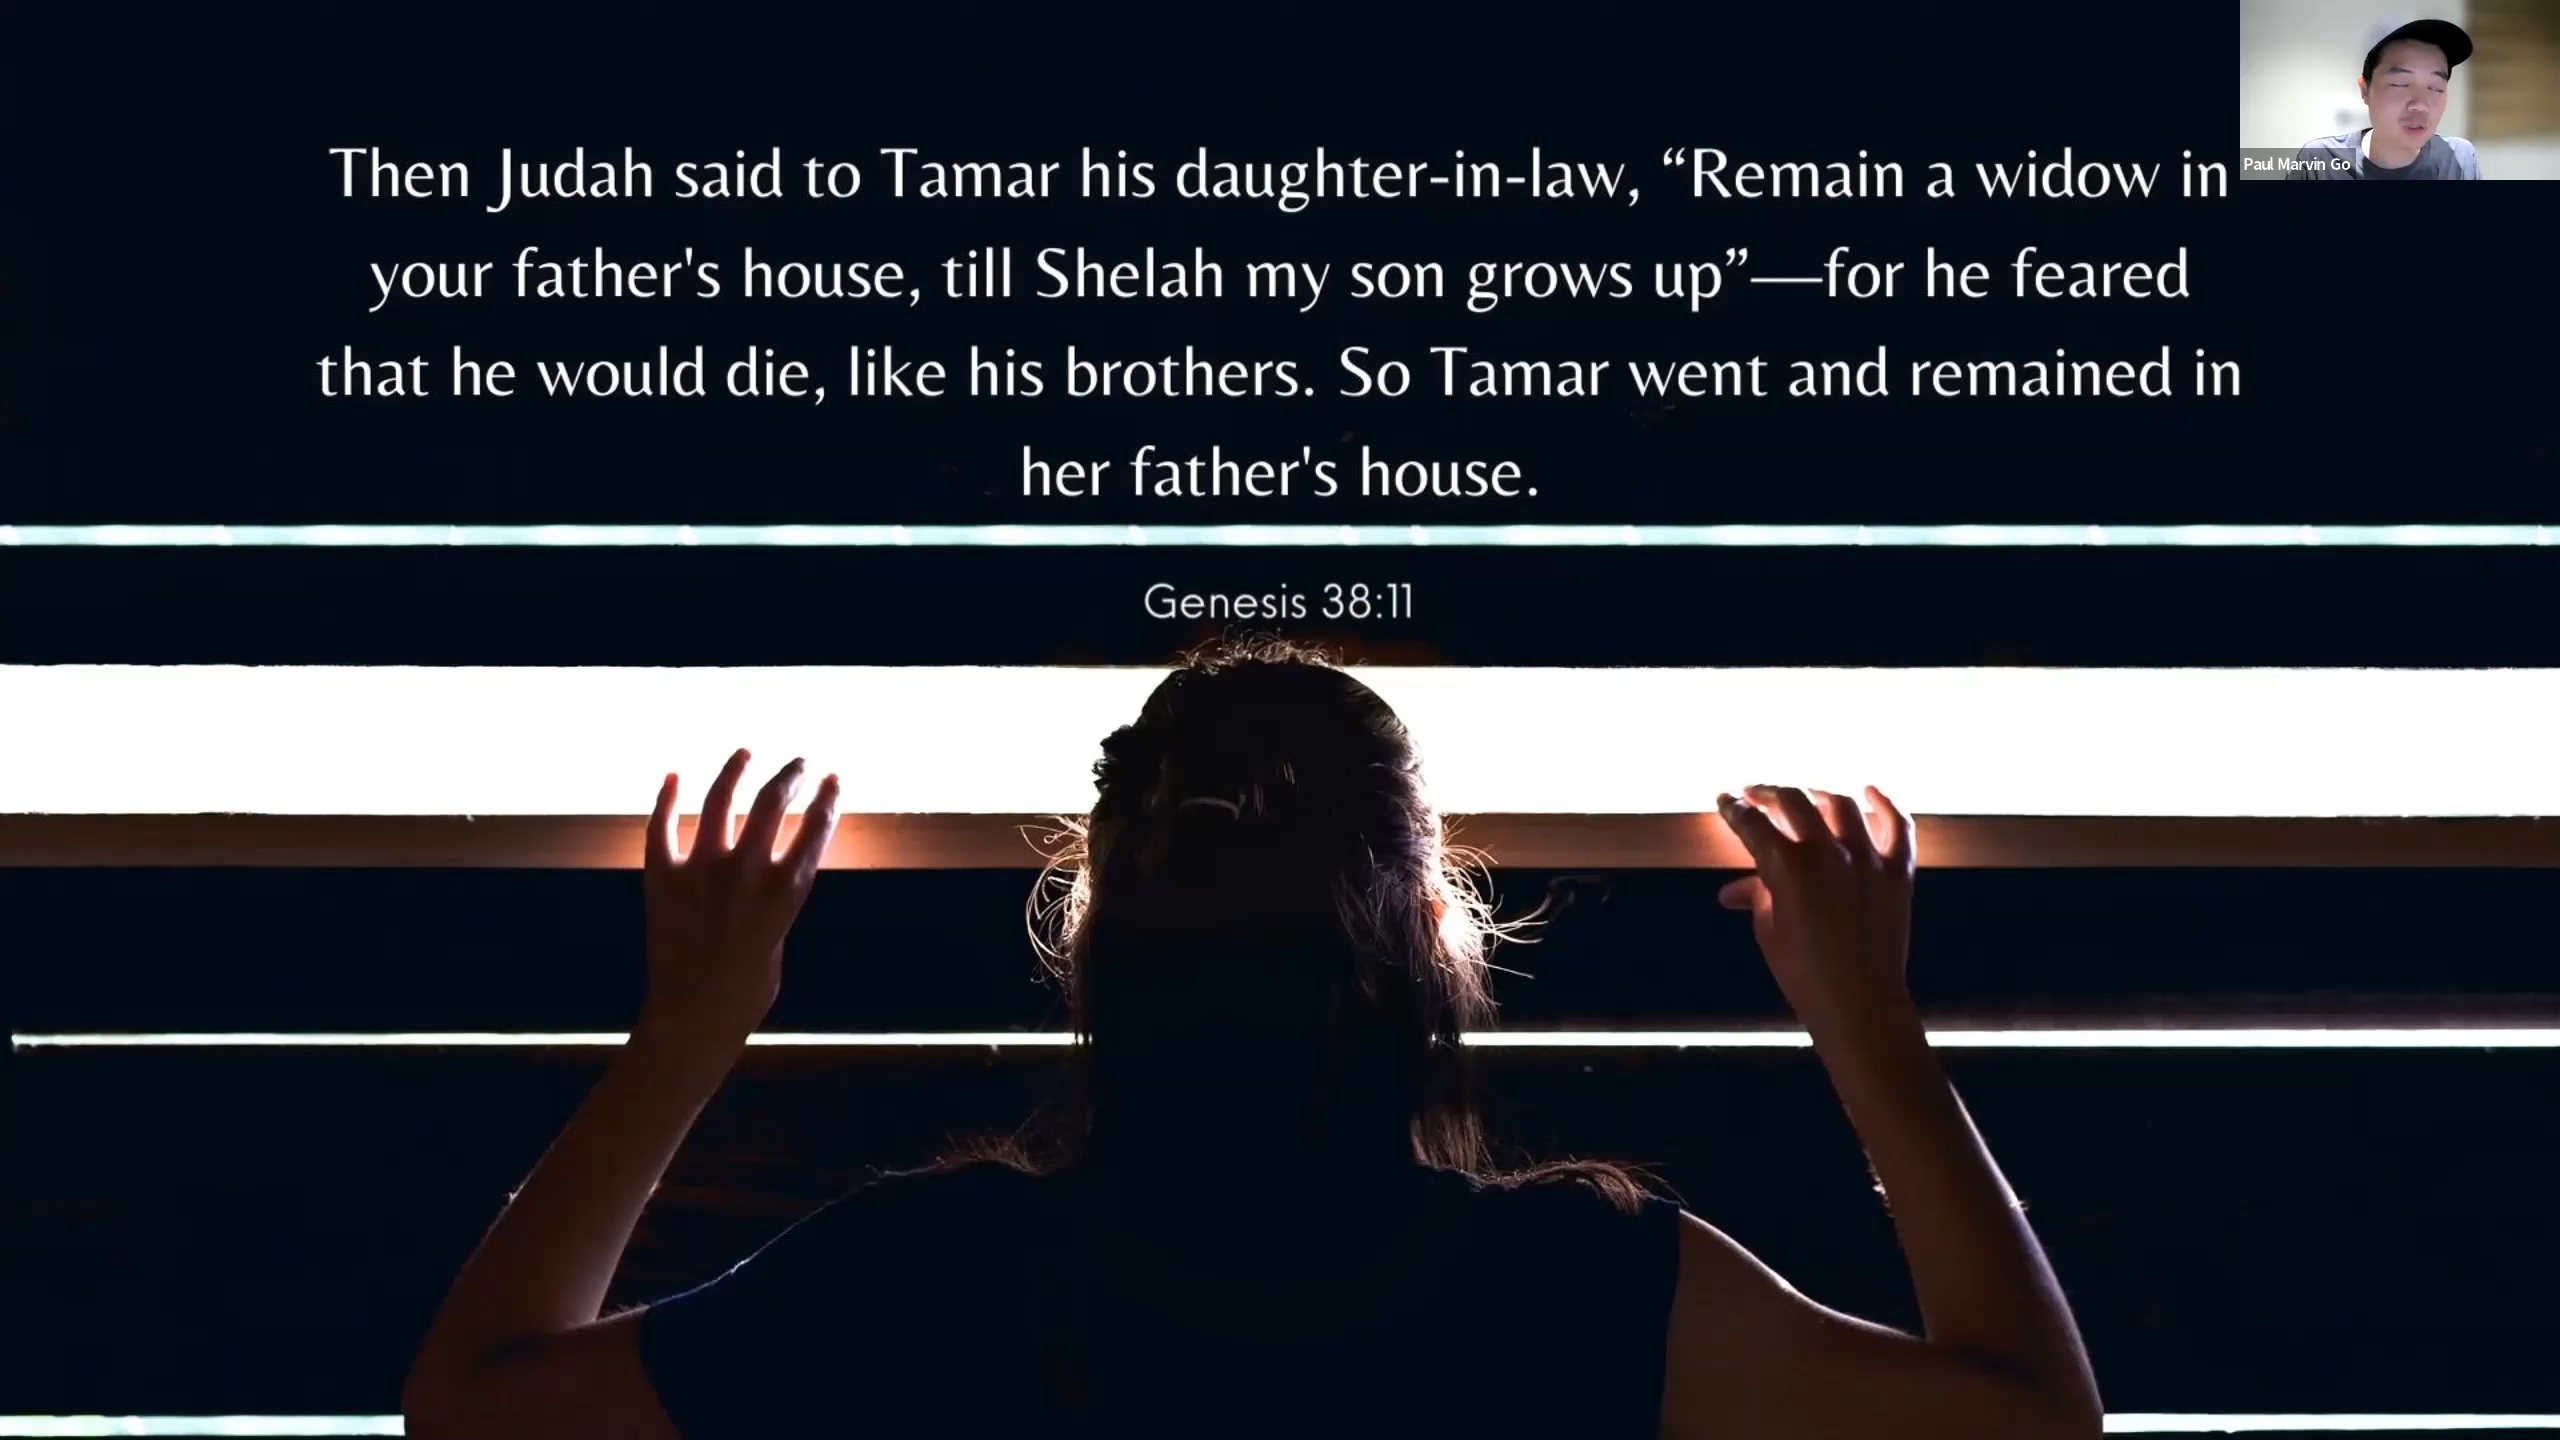 Then Judah said to Tamar his daughter-in-law, “Remain a widow in
your father's house, till Shelah my son grows up”—for he feared
that he would die, like his brothers. So Tamar went and remained in
her father's house.
Genesis 38:11
Paul Marvin Go